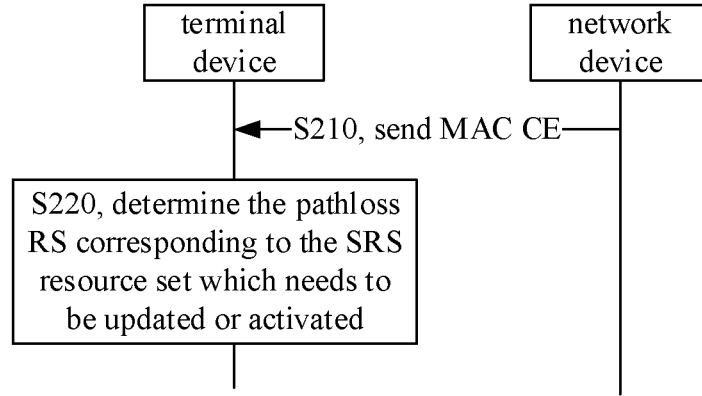 terminal
device
network
device
S210, send MAC CE
S220, determine the pathloss
RS corresponding to the SRS
resource set which needs to
be updated or activated